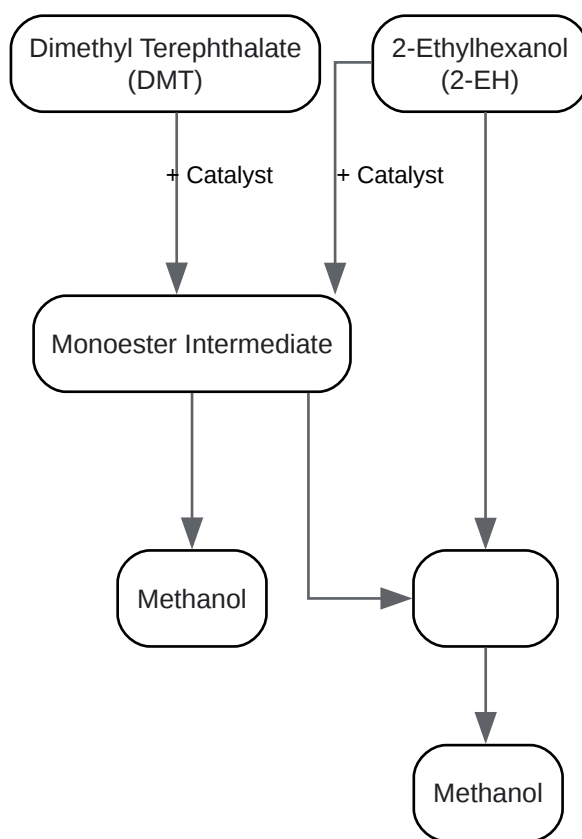 Dimethyl Terephthalate
(DMT)
2-Ethylhexanol
(2-EH)
+ Catalyst
+ Catalyst
Monoester Intermediate
Methanol
Methanol